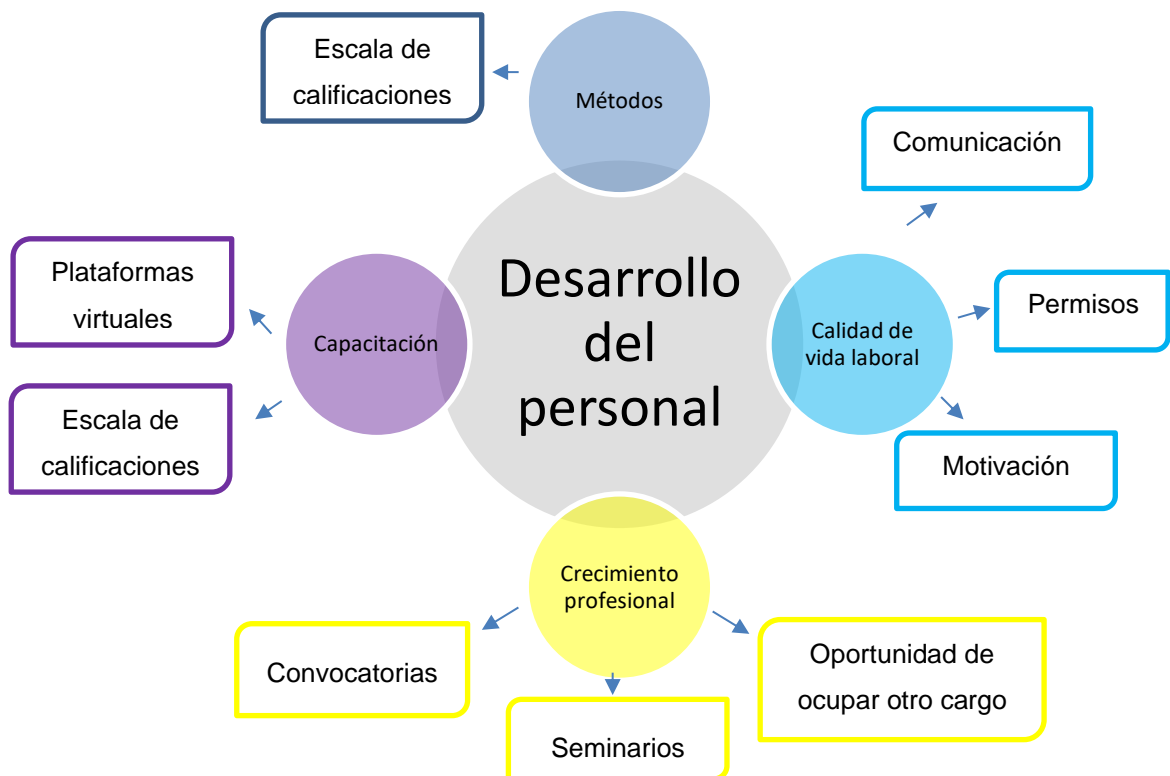 Escala de
calificaciones
Métodos
Comunicación
Plataformas
virtuales
Capacitación
Desarrollo
del
personal
Calidad de
vida laboral
Permisos
Escala de
calificaciones
Motivación
Crecimiento
profesional
Convocatorias
Seminarios
Oportunidad de
ocupar otro cargo